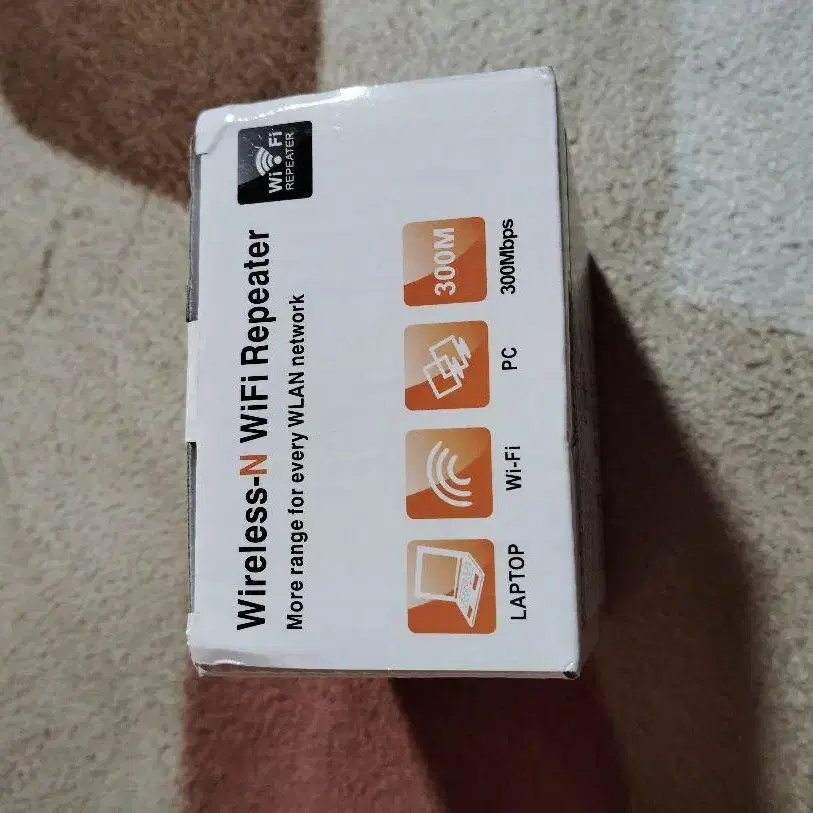 Wi Fi
REPEATER
Wireless-N WiFi Repeater
More range for every WLAN network
300M
LAPTOP
Wi-Fi
PC
300Mbps